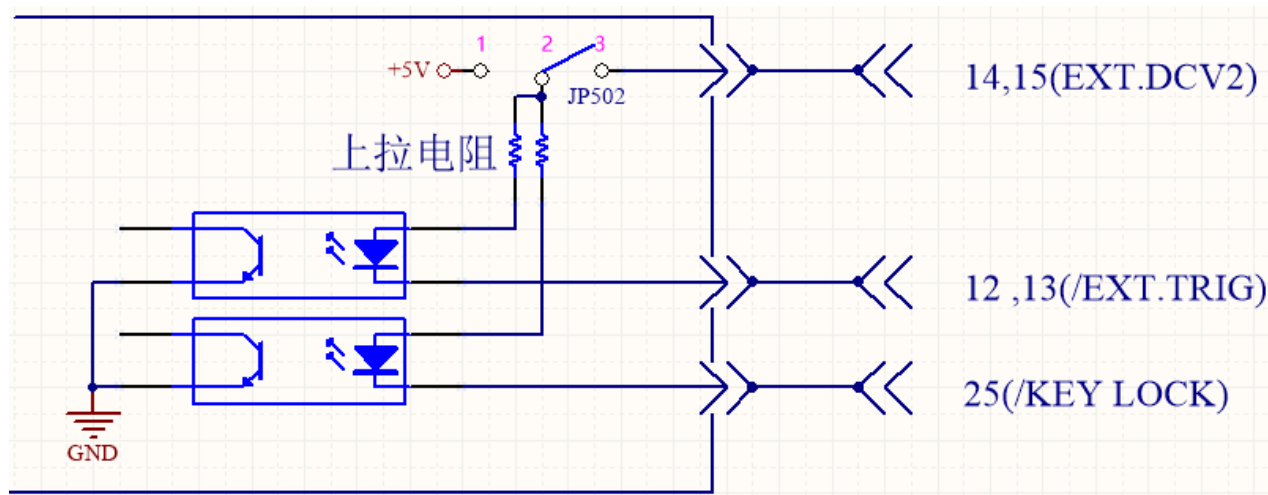 1 2 3
+5V
JP502
14,15(EXT.DCV2)
上拉电阻
12 ,13(/EXT.TRIG)
25(/KEY LOCK)
GND